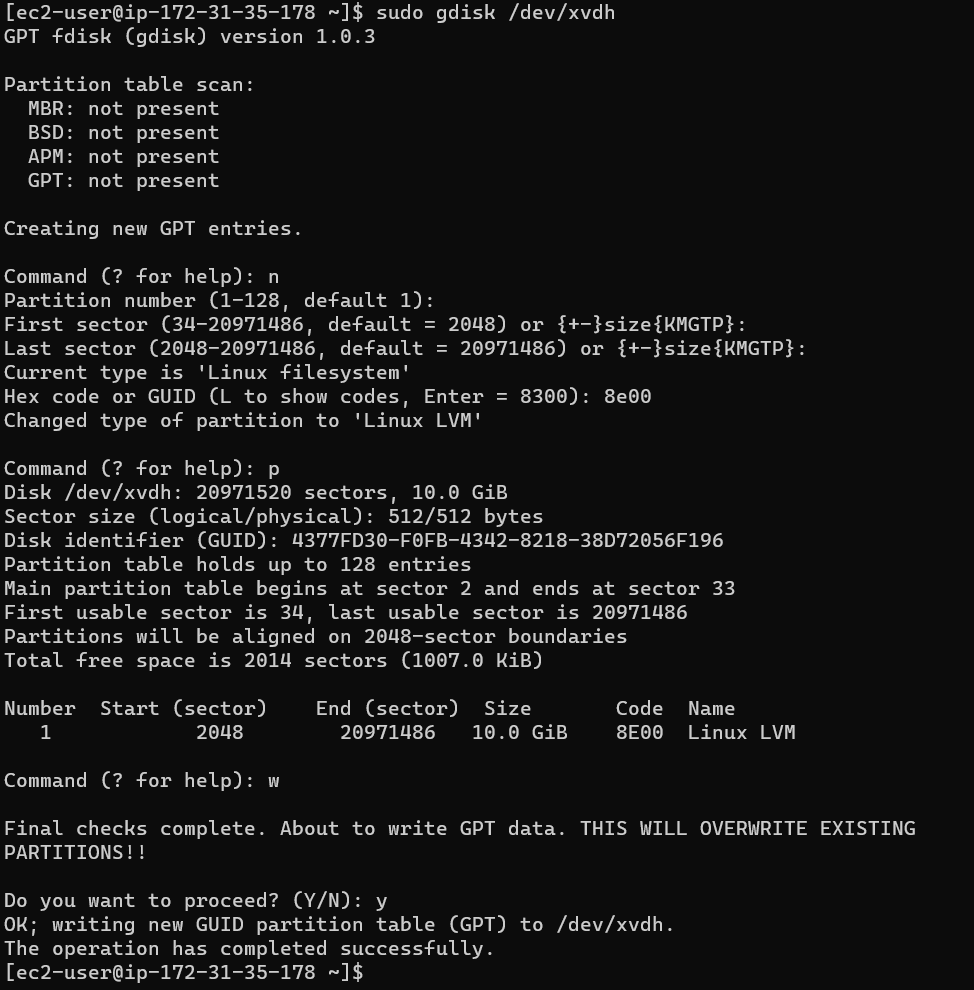 [ec2-user@ip-172-31-35-178 ~]$ sudo gdisk /dev/xvdh
GPT fdisk (gdisk) version 1.0.3
Partition table scan:
MBR: not present
BSD: not present
APM: not present
GPT: not present
Creating new GPT entries.
Command (? for help): n
Partition number (1-128, default 1):
First sector (34-20971486, default = 2048) or {+-}size{KMGTP}:
Last sector (2048-20971486, default = 20971486) or {+-}size{KMGTP}:
Current type is 'Linux filesystem'
Hex code or GUID (L to show codes, Enter = 8300): 8e00
Changed type of partition to 'Linux LVM'
Command (? for help): p
Disk /dev/xvdh: 20971520 sectors, 10.0 GiB
Sector size (logical/physical): 512/512 bytes
Disk identifier (GUID): 4377FD30-F0FB-4342-8218-38D72056F196
Partition table holds up to 128 entries
Main partition table begins at sector 2 and ends at sector 33
First usable sector is 34, last usable sector is 20971486
Partitions will be aligned on 2048-sector boundaries
Total free space is 2014 sectors (1007.0 KiB)
Number  Start (sector)    End (sector)  Size       Code  Name
1            2048        20971486   10.0 GiB    8E00  Linux LVM
Command (? for help): w
Final checks complete. About to write GPT data. THIS WILL OVERWRITE EXISTING
PARTITIONS!!
Do you want to proceed? (Y/N): y
OK; writing new GUID partition table (GPT) to /dev/xvdh.
The operation has completed successfully.
[ec2-user@ip-172-31-35-178 ~]$